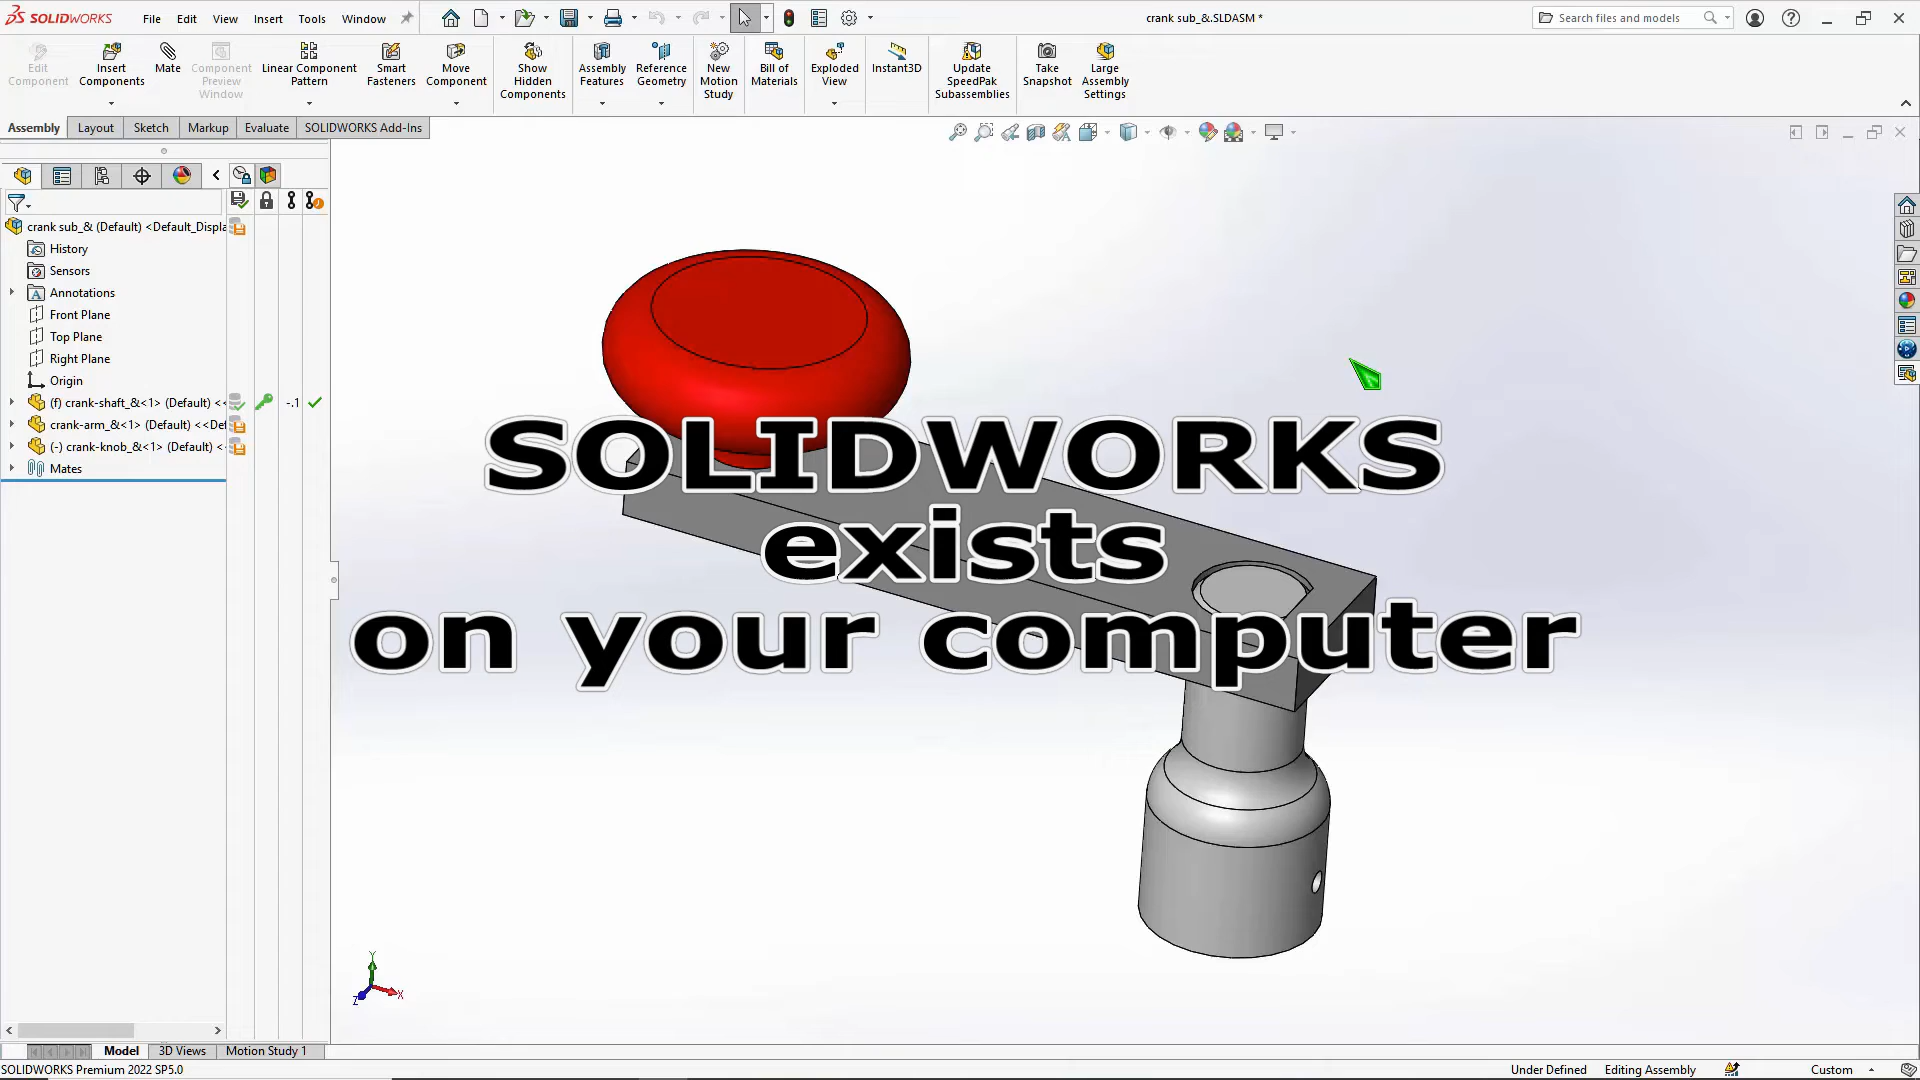 SOLIDWORKS
File Edit View Insert Tools Window
crank sub_&.SLDASM *
Search files and models
Edit Component
Insert Components
Mate
Component Preview Window
Linear Component Pattern
Smart Fasteners
Move Component
Show Hidden Components
Assembly Features
Reference Geometry
New Motion Study
Bill of Materials
Exploded View
Instant3D
Update SpeedPak Subassemblies
Take Snapshot
Large Assembly Settings
Assembly Layout Sketch Markup Evaluate SOLIDWORKS Add-Ins
crank sub_& (Default) <Default_Displa
History
Sensors
Annotations
Front Plane
Top Plane
Right Plane
Origin
(f) crank-shaft_&<1> (Default) << -.1
crank-arm_&<1> (Default) <<Def
(-) crank-knob_&<1> (Default) <
Mates
SOLIDWORKS
exists
on your computer
Y
Z X
Model 3D Views Motion Study 1
SOLIDWORKS Premium 2022 SP5.0
Under Defined Editing Assembly Custom